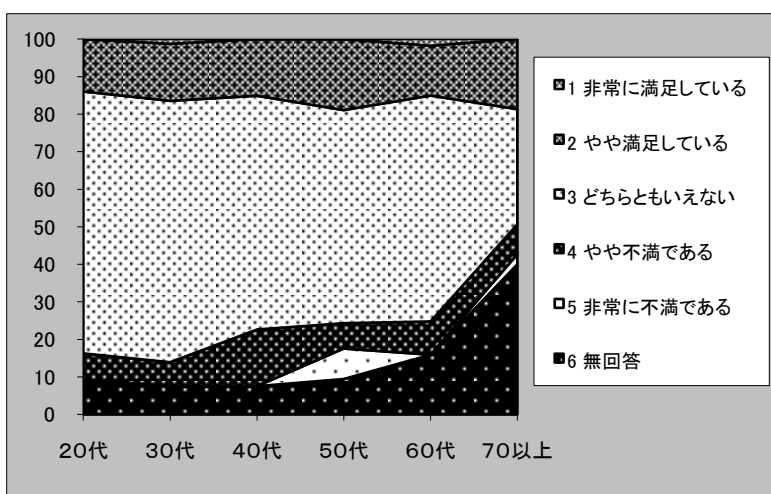 100
90
80
70
60
50
40
30
20
10
0
20代 30代 40代 50代 60代 70以上
1 非常に満足している
2 やや満足している
3 どちらともいえない
4 やや不満である
5 非常に不満である
6 無回答